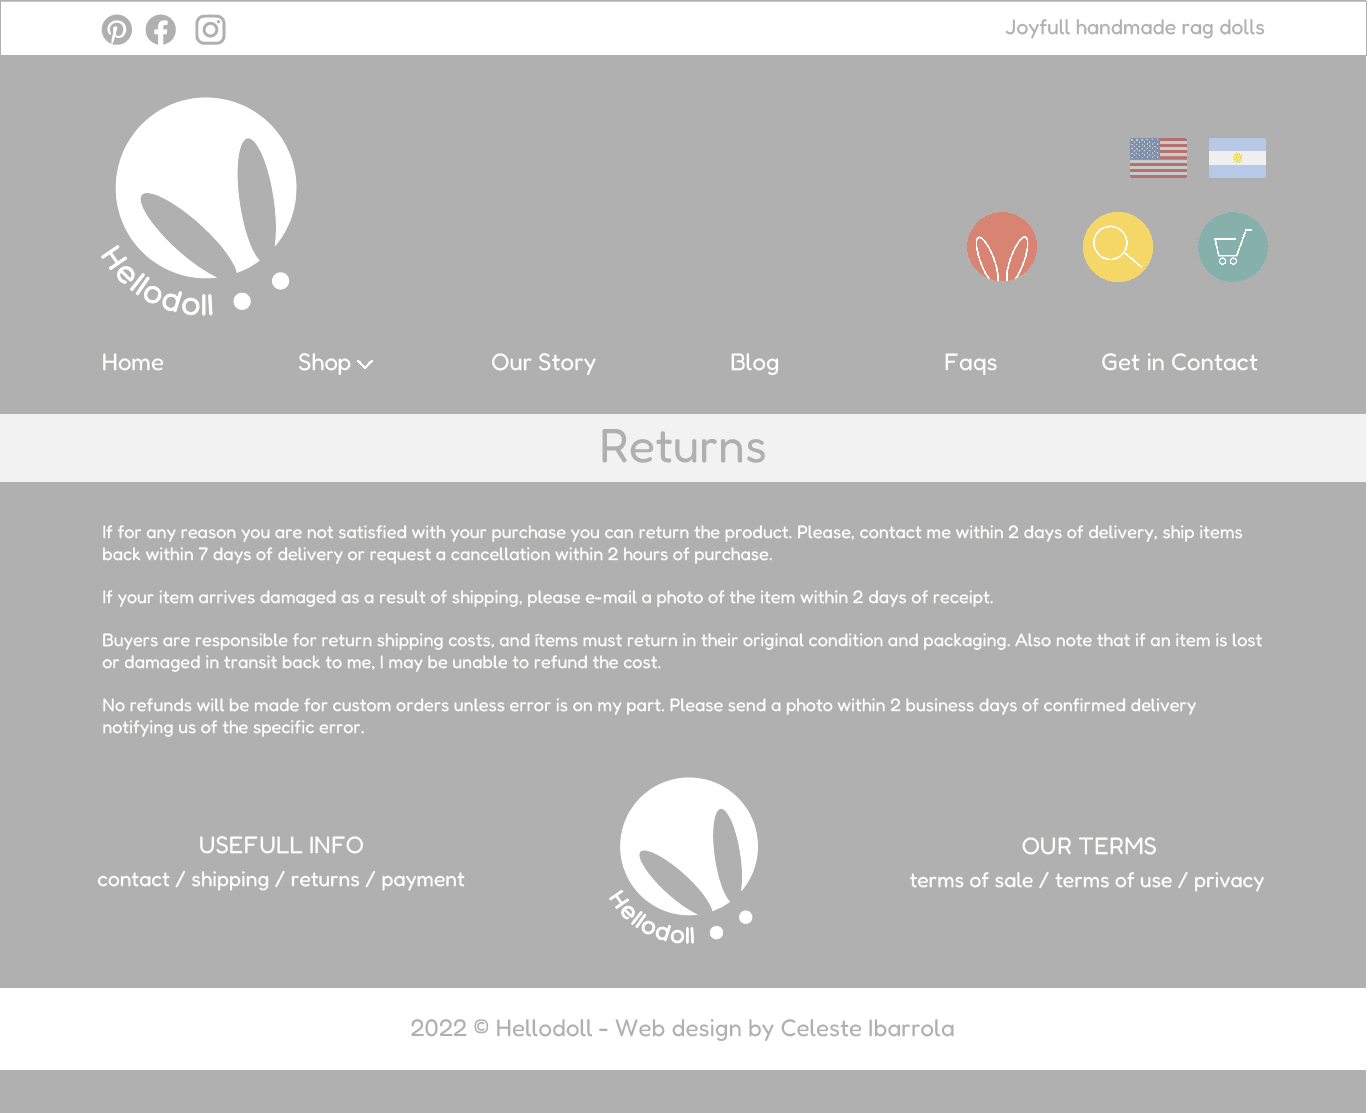 Joyfull handmade rag dolls
Hellodoll
Home
Shop
Our Story
Blog
Faqs
Get in Contact
Returns
If for any reason you are not satisfied with your purchase you can return the product. Please, contact me within 2 days of delivery, ship items
back within 7 days of delivery or request a cancellation within 2 hours of purchase.
If your item arrives damaged as a result of shipping, please e-mail a photo of the item within 2 days of receipt.
Buyers are responsible for return shipping costs, and ítems must return in their original condition and packaging. Also note that if an item is lost
or damaged in transit back to me, I may be unable to refund the cost.
No refunds will be made for custom orders unless error is on my part. Please send a photo within 2 business days of confirmed delivery
notifying us of the specific error.
USEFULL INFO
contact / shipping / returns / payment
Hellodoll
OUR TERMS
terms of sale / terms of use / privacy
2022 © Hellodoll - Web design by Celeste Ibarrola